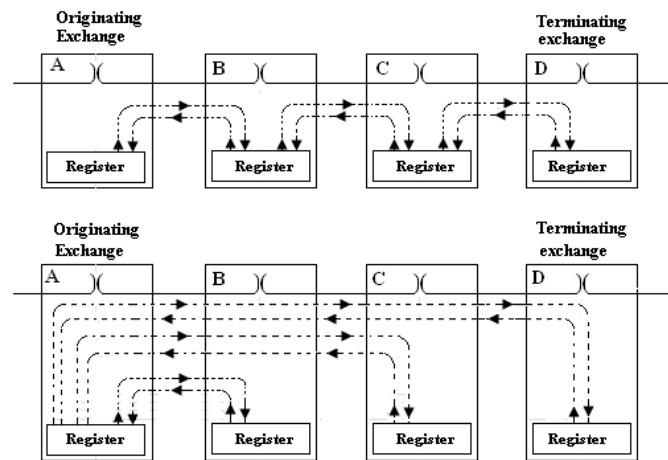 Originating
Exchange
Terminating
exchange
A
B
C
D
Register
Register
Register
Register
Originating
Exchange
Terminating
exchange
A
B
C
D
Register
Register
Register
Register